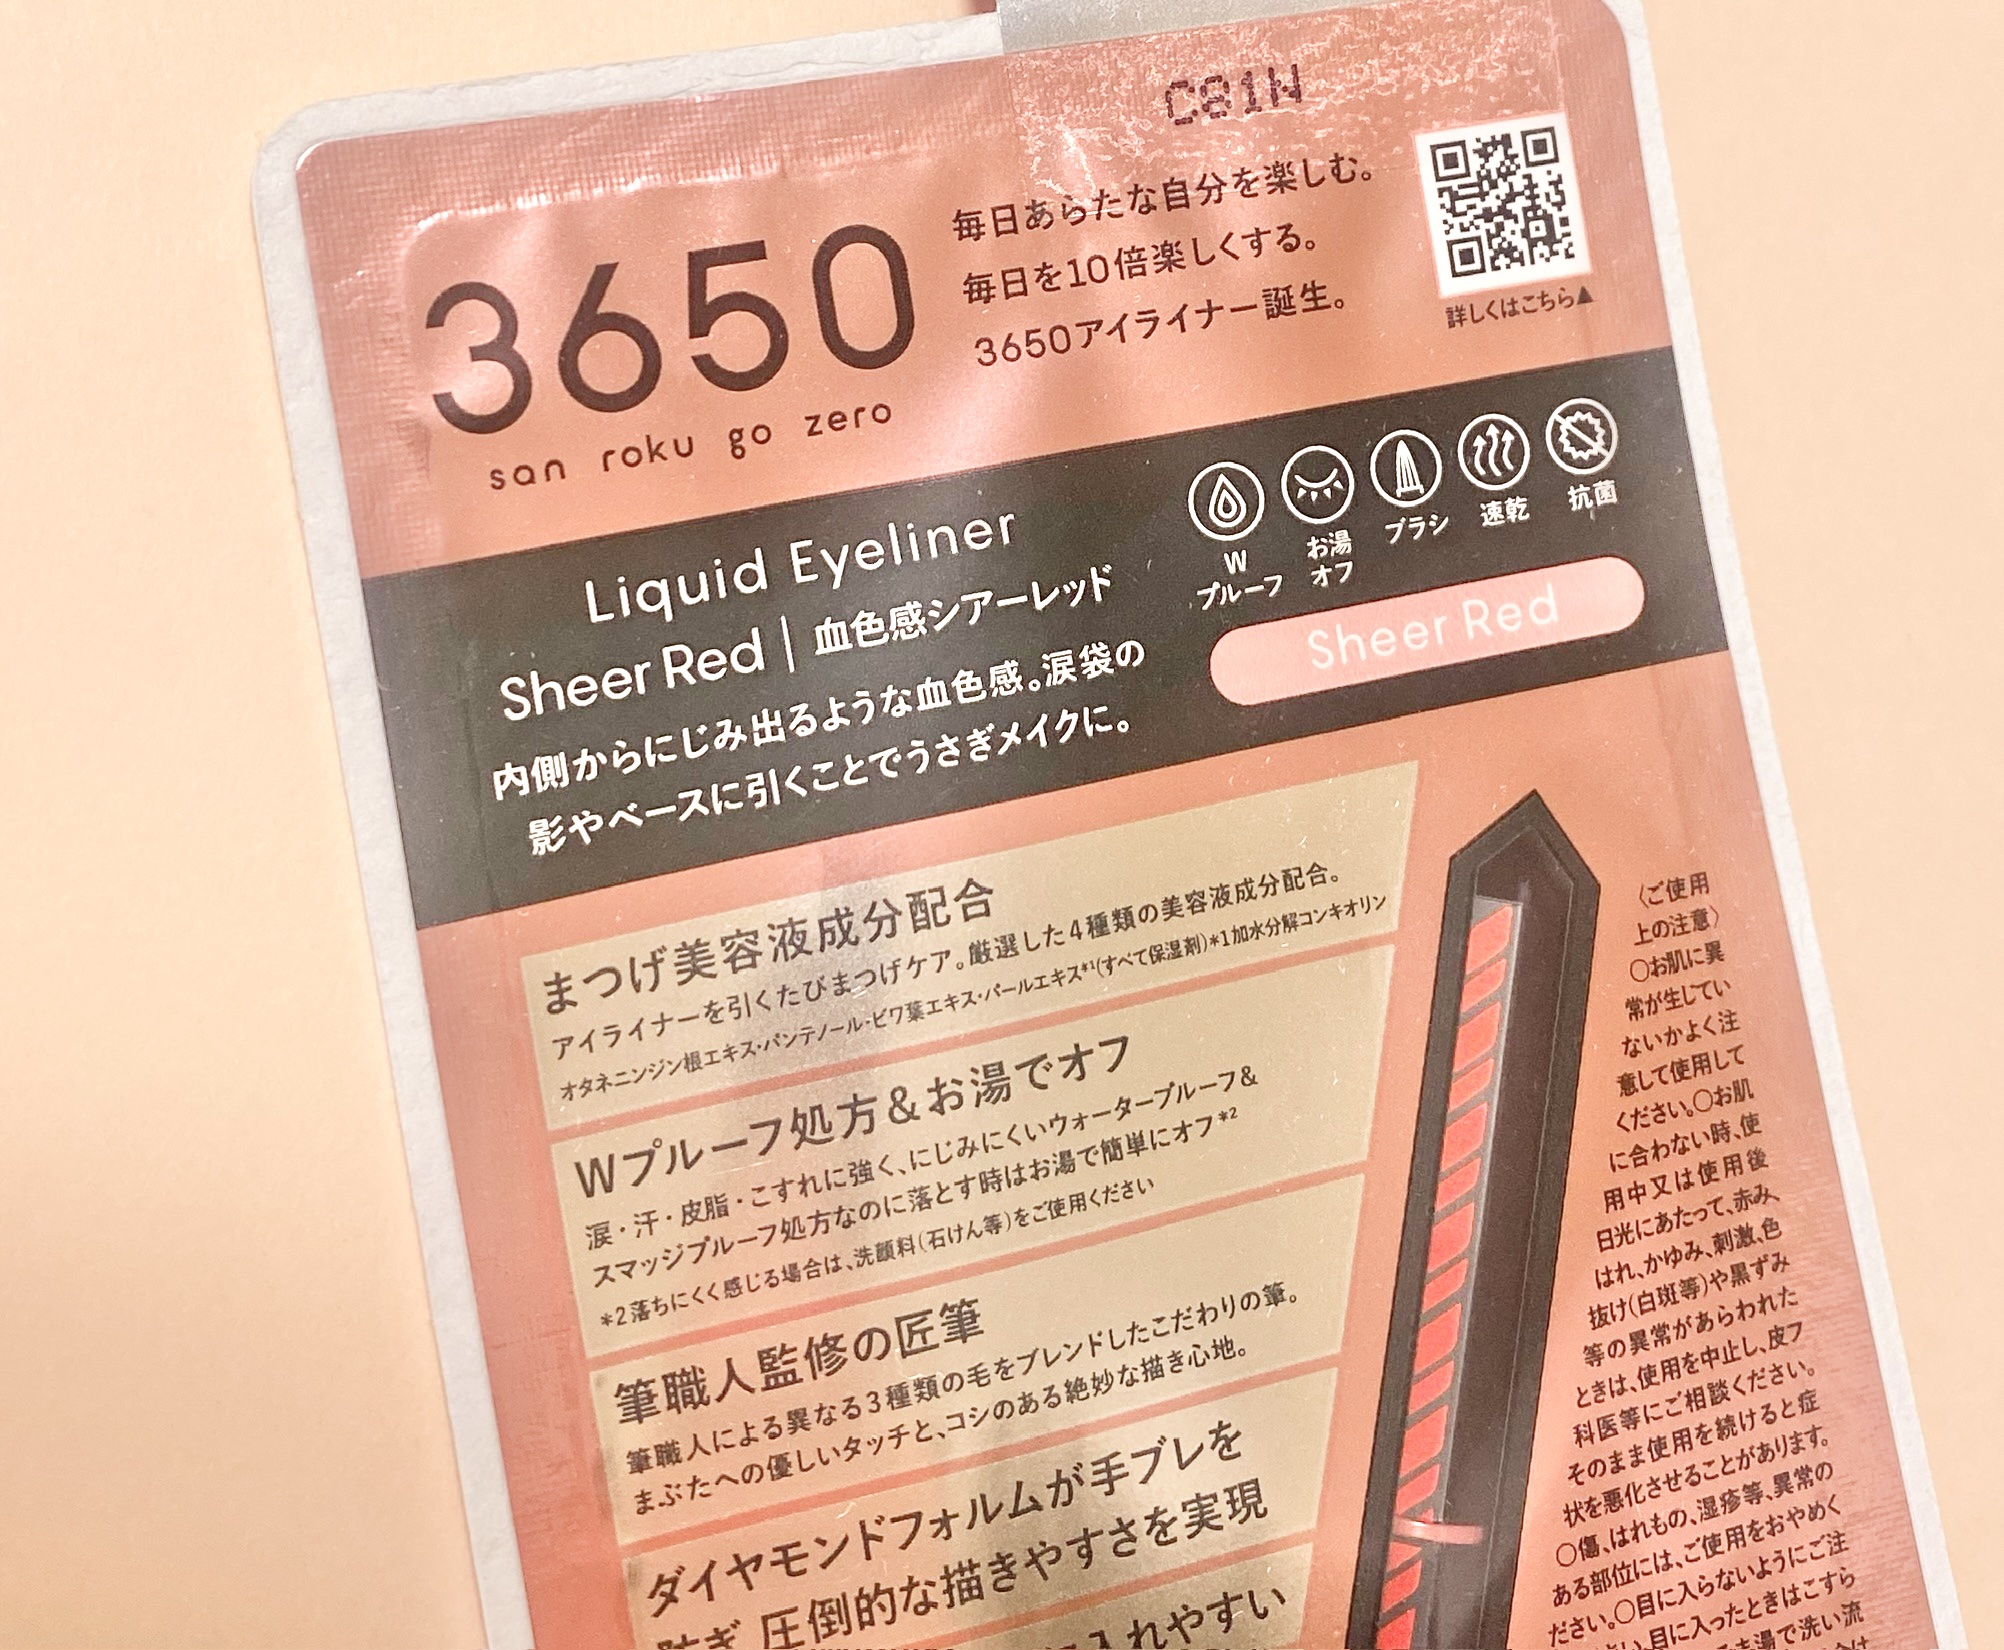 C81N
3650
san roku go zero
毎日あらたな自分を楽しむ。
毎日を10倍楽しくする。
3650アイライナー誕生。
詳しくはこちら▲
Liquid Eyeliner
Sheer Red｜血色感シアーレッド
内側からにじみ出るような血色感。涙袋の
影やベースに引くことでうさぎメイクに。
W
プルーフ
お湯
オフ
ブラシ
速乾
抗菌
Sheer Red
まつげ美容液成分配合
アイライナーを引くたびまつげケア。厳選した4種類の美容液成分配合。
オタネニンジン根エキス・パンテノール・ビワ葉エキス・パールエキス*1(すべて保湿剤)*1加水分解コンキオリン
Wプルーフ処方&お湯でオフ
涙・汗・皮脂・こすれに強く、にじみにくいウォータープルーフ&
スマッジプルーフ処方なのに落とす時はお湯で簡単にオフ*2
*2落ちにくく感じる場合は、洗顔料(石けん等)をご使用ください
筆職人監修の匠筆
筆職人による異なる3種類の毛をブレンドしたこだわりの筆。
まぶたへの優しいタッチと、コシのある絶妙な描き心地。
ダイヤモンドフォルムが手ブレを
防ぎ 圧倒的な描きやすさを実現
に入れやすい
〈ご使用
上の注意〉
○お肌に異
常が生じてい
ないかよく注
意して使用して
ください。○お肌
に合わない時、使
用中又は使用後
日光にあたって、赤み、
はれ、かゆみ、刺激、色
抜け(白斑等)や黒ずみ
等の異常があらわれた
ときは、使用を中止し、皮フ
科医等にご相談ください。
そのまま使用を続けると症
状を悪化させることがあります。
○傷、はれもの、湿疹等、異常の
ある部位には、ご使用をおやめく
ださい。○目に入らないようにご注
目に入ったときはこすら
ま湯で洗い流